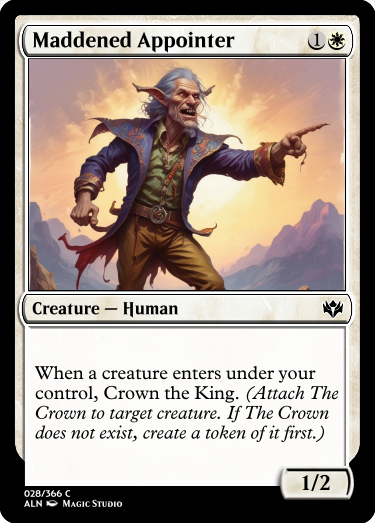 Maddened Appointer 1
Creature — Human
When a creature enters under your
control, Crown the King. (Attach The
Crown to target creature. If The Crown
does not exist, create a token of it first.)
1/2
028/366 C
ALN Magic Studio